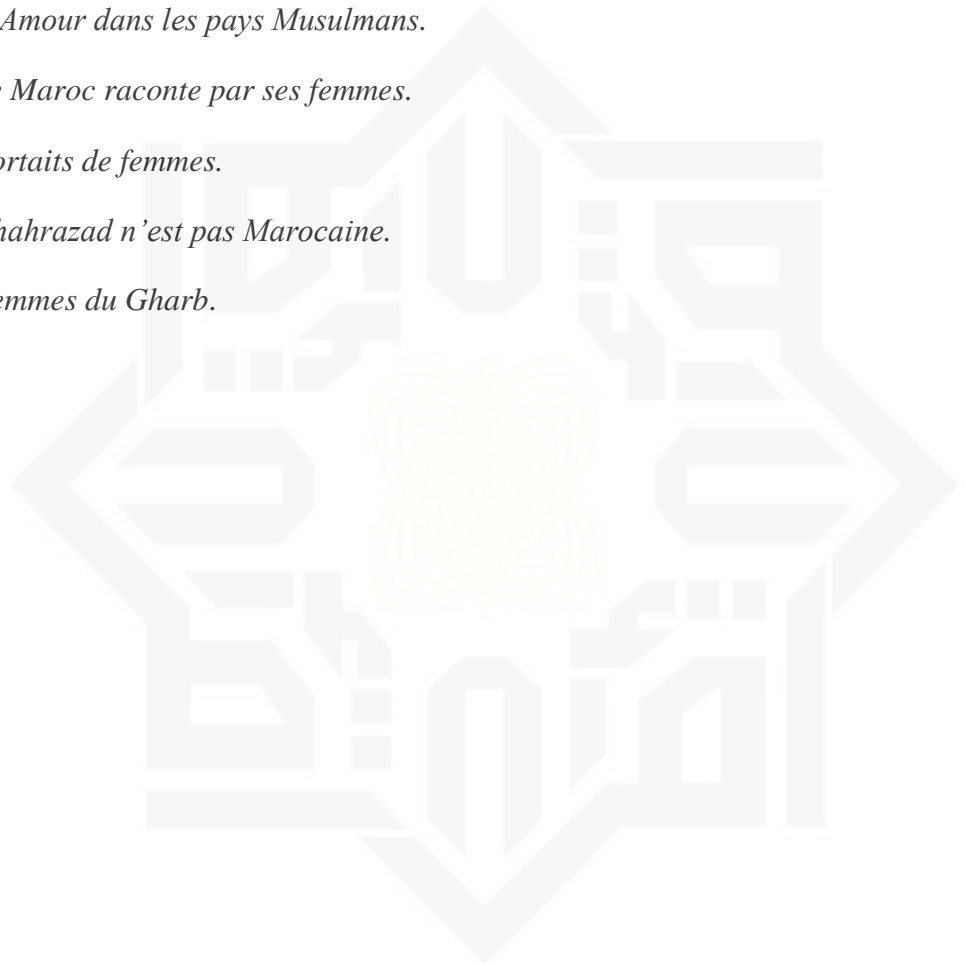 Amour dans les pays Musulmans.
Maroc raconte par ses femmes.
ortaits de femmes.
hahrazad n'est pas Marocaine.
emmes du Gharb.